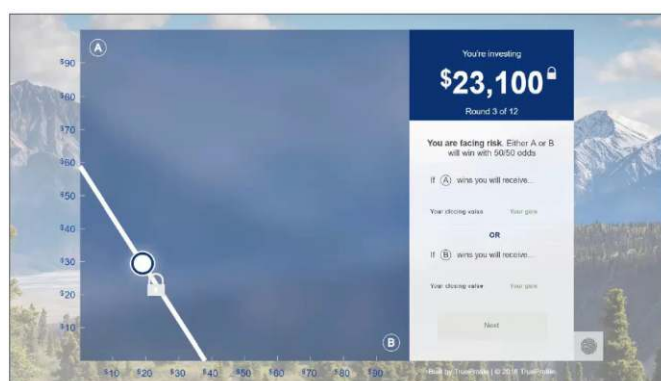 A
$90
$80
$70
$60
$50
$40
$30
$20
$10
$10 $20 $30 $40 $50 $60 $70 $80 $90
B
You're investing
$23,100
Round 3 of 12
You are facing risk. Either A or B
will win with 50/50 odds
If A wins you will receive...
Your closing value Your gain
OR
If B wins you will receive...
Your closing value Your gain
Next
Built by TrueProfile | © 2018 TrueProfile